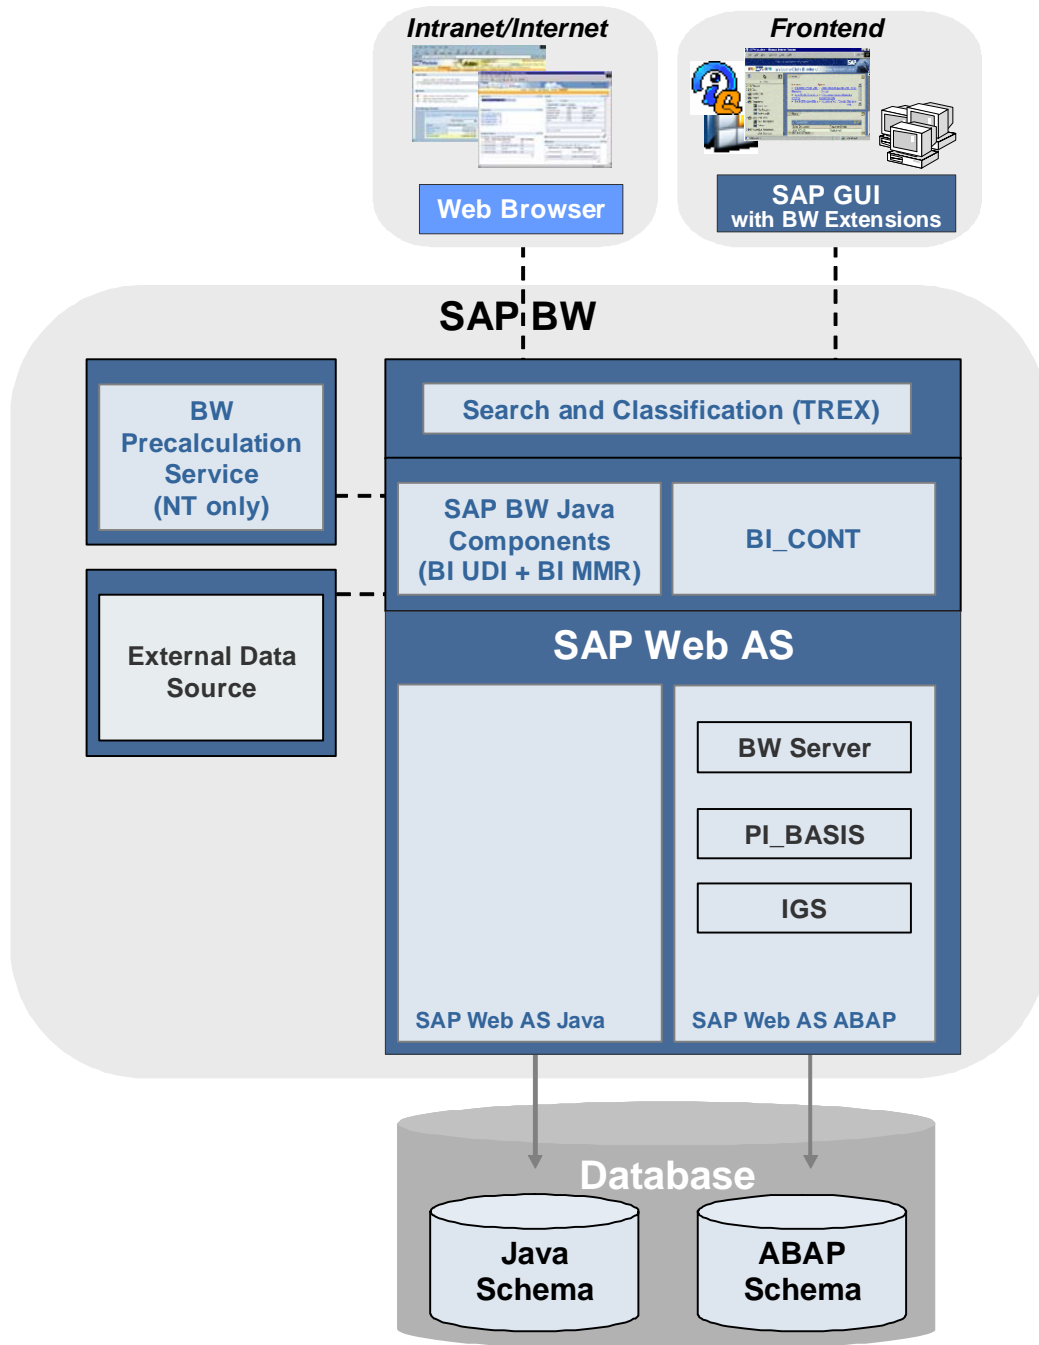 Intranet/Internet
Frontend
SAP
Web Browser
SAP GUI
with BW Extensions
SAP BW
Search and Classification (TREX)
BW
Precalculation
Service
(NT only)
SAP BW Java
Components
(BI UDI + BI MMR)
BI_CONT
External Data
Source
SAP Web AS
BW Server
PI_BASIS
IGS
SAP Web AS Java
SAP Web AS ABAP
Database
Java
Schema
ABAP
Schema